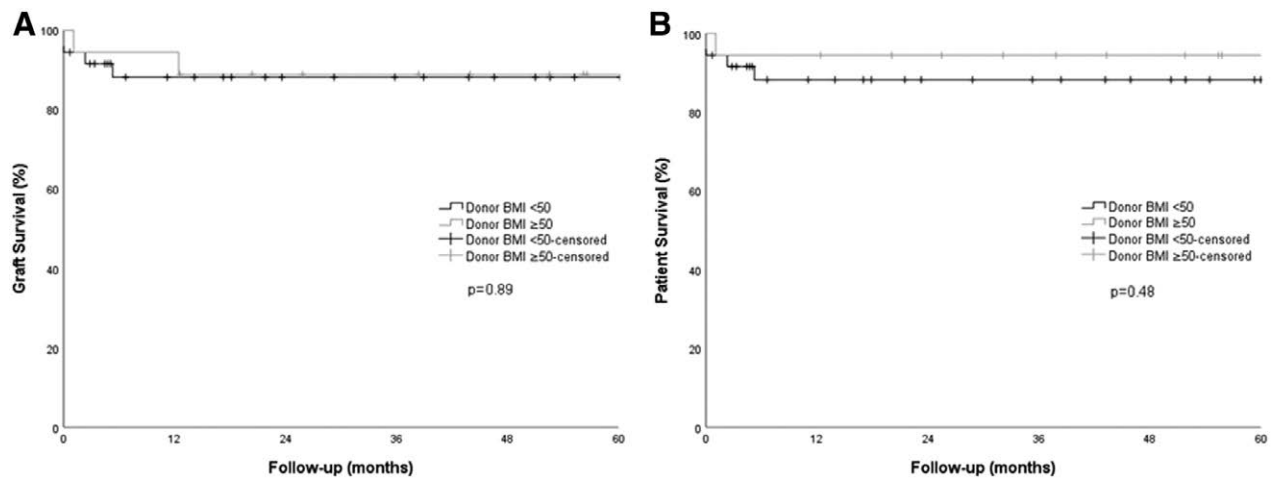 A
100
80
60
40
20
0
0 12 24 36 48 60
Graft Survival (%)
Follow-up (months)
Donor BMI <50
Donor BMI ≥50
Donor BMI <50-censored
Donor BMI ≥50-censored
p=0.89
B
100
80
60
40
20
0
0 12 24 36 48 60
Patient Survival (%)
Follow-up (months)
Donor BMI <50
Donor BMI ≥50
Donor BMI <50-censored
Donor BMI ≥50-censored
p=0.48